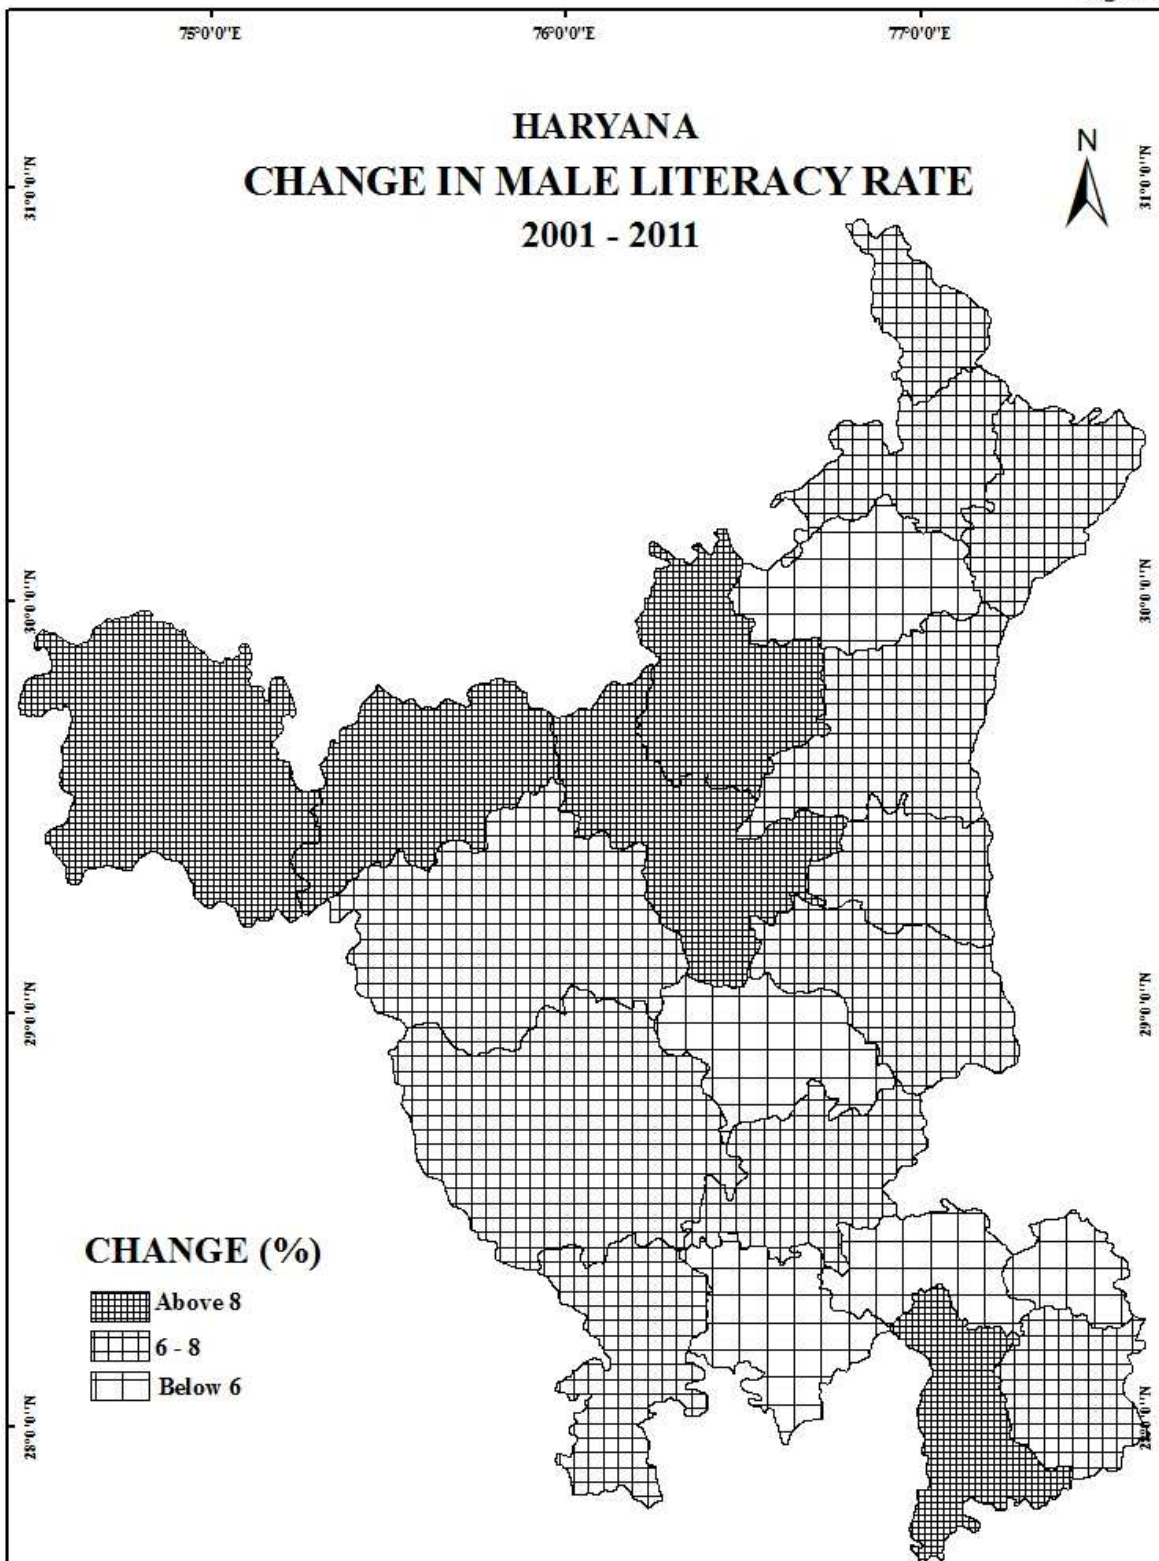 75°0'0"E 76°0'0"E 77°0'0"E
HARYANA
CHANGE IN MALE LITERACY RATE
2001 - 2011
N
31°0'0"N 31°0'0"N
30°0'0"N 30°0'0"N
29°0'0"N 29°0'0"N
CHANGE (%)
Above 8
6 - 8
Below 6
28°0'0"N 28°0'0"N